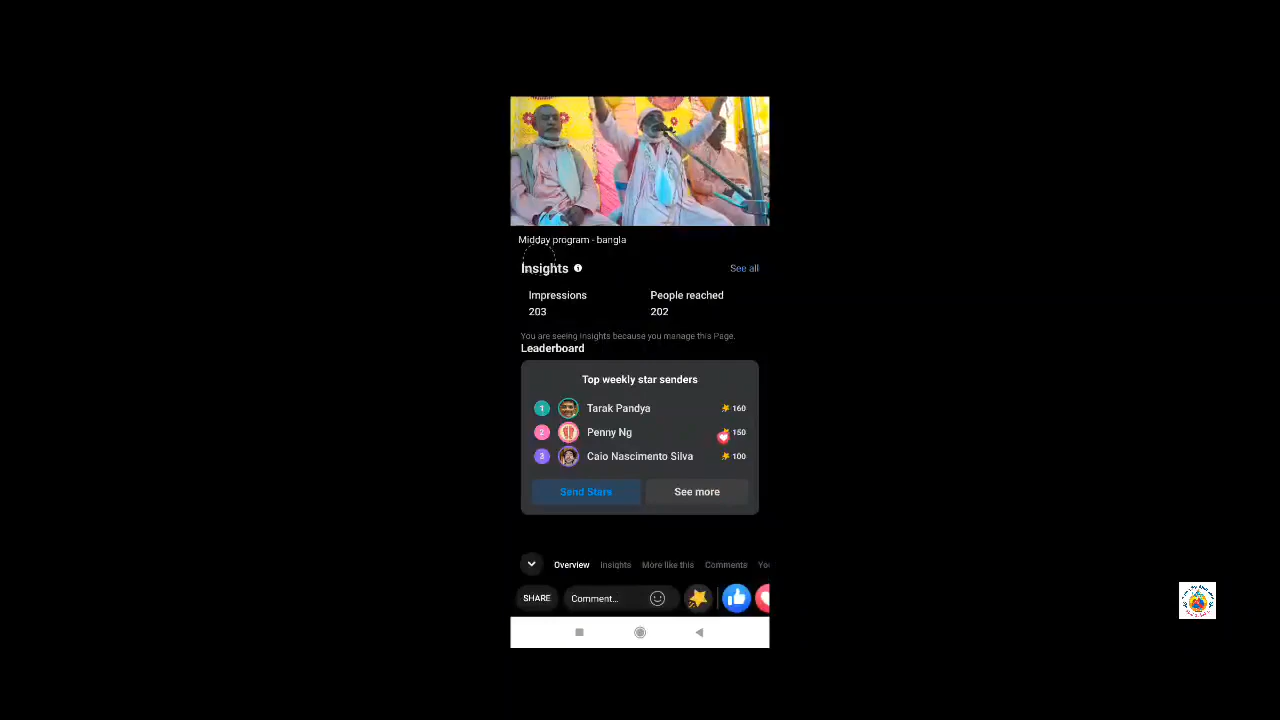 Midday program - bangla
Insights
See all
Impressions
People reached
203
202
You are seeing Insights because you manage this Page.
Leaderboard
Top weekly star senders
1 Tarak Pandya 160
2 Penny Ng 150
3 Caio Nascimento Silva 100
Send Stars
See more
Overview Insights More like this Comments You
SHARE
Comment...